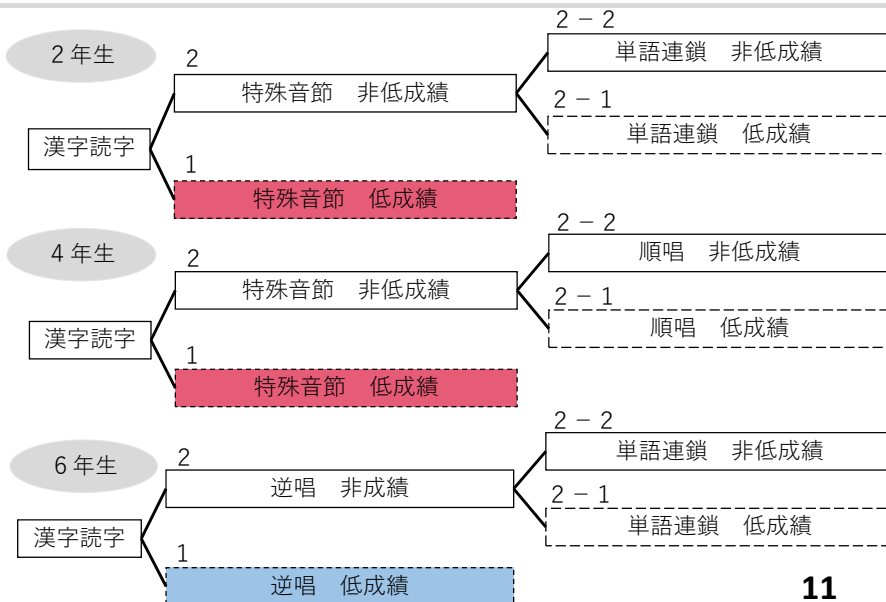 2年生
2
特殊音節 非低成績
2－2
単語連鎖 非低成績
2－1
単語連鎖 低成績
漢字読字
1
特殊音節 低成績
4年生
2
特殊音節 非低成績
2－2
順唱 非低成績
2－1
順唱 低成績
漢字読字
1
特殊音節 低成績
6年生
2
逆唱 非成績
2－2
単語連鎖 非低成績
2－1
単語連鎖 低成績
漢字読字
1
逆唱 低成績
11